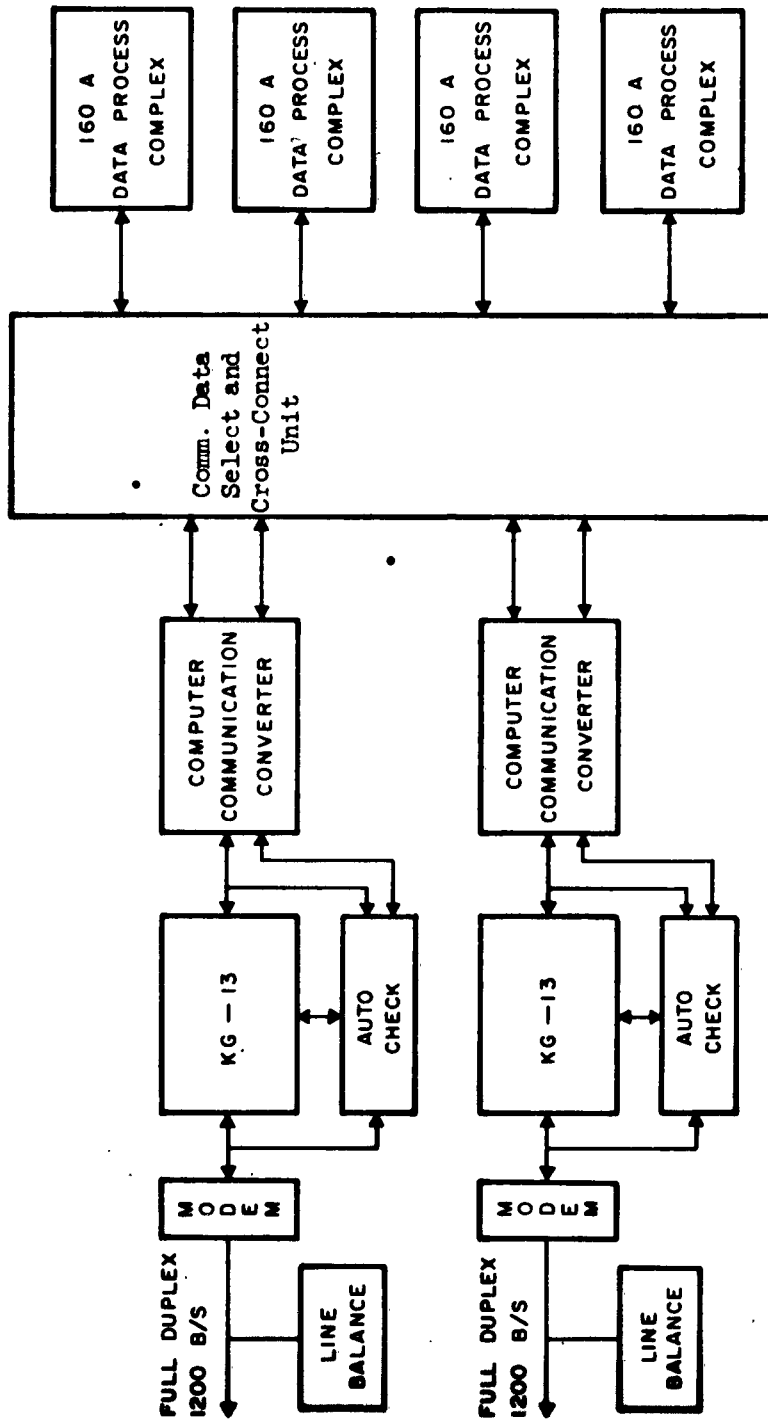 FULL DUPLEX
1200 B/S
LINE
BALANCE
MODEM
KG-13
AUTO
CHECK
COMPUTER
COMMUNICATION
CONVERTER
FULL DUPLEX
1200 B/S
LINE
BALANCE
MODEM
KG-13
AUTO
CHECK
COMPUTER
COMMUNICATION
CONVERTER
Comm. Data
Select and
Cross-Connect
Unit
160 A
DATA PROCESS
COMPLEX
160 A
DATA PROCESS
COMPLEX
160 A
DATA PROCESS
COMPLEX
160 A
DATA PROCESS
COMPLEX